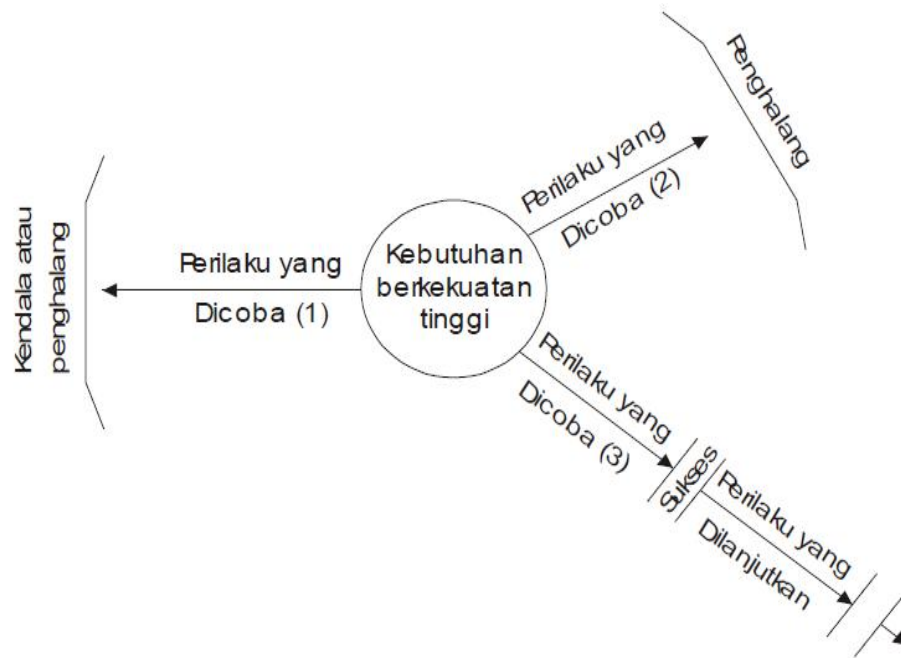 Kendala atau
penghalang
Perilaku yang
Dicoba (1)
Kebutuhan
berkekuatan
tinggi
Perilaku yang
Dicoba (2)
Penghalang
Perilaku yang
Dicoba (3)
Sukses
Perilaku yang
Dilanjutkan